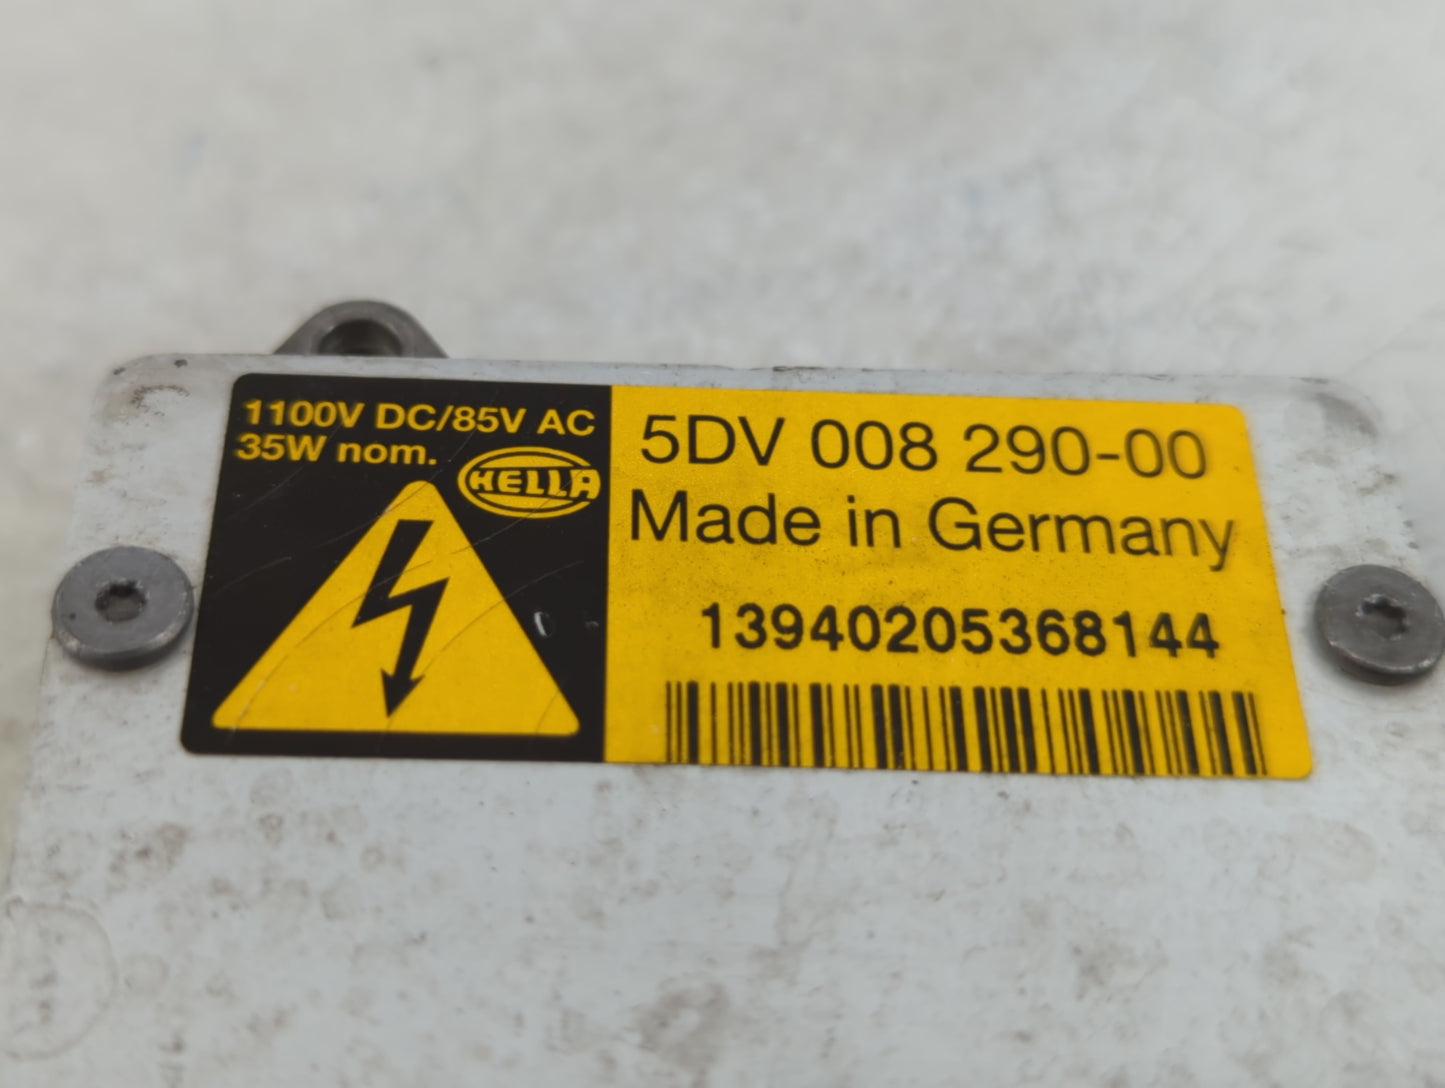 1100V DC/85V AC
35W nom.
HELLA
5DV 008 290-00
Made in Germany
13940205368144